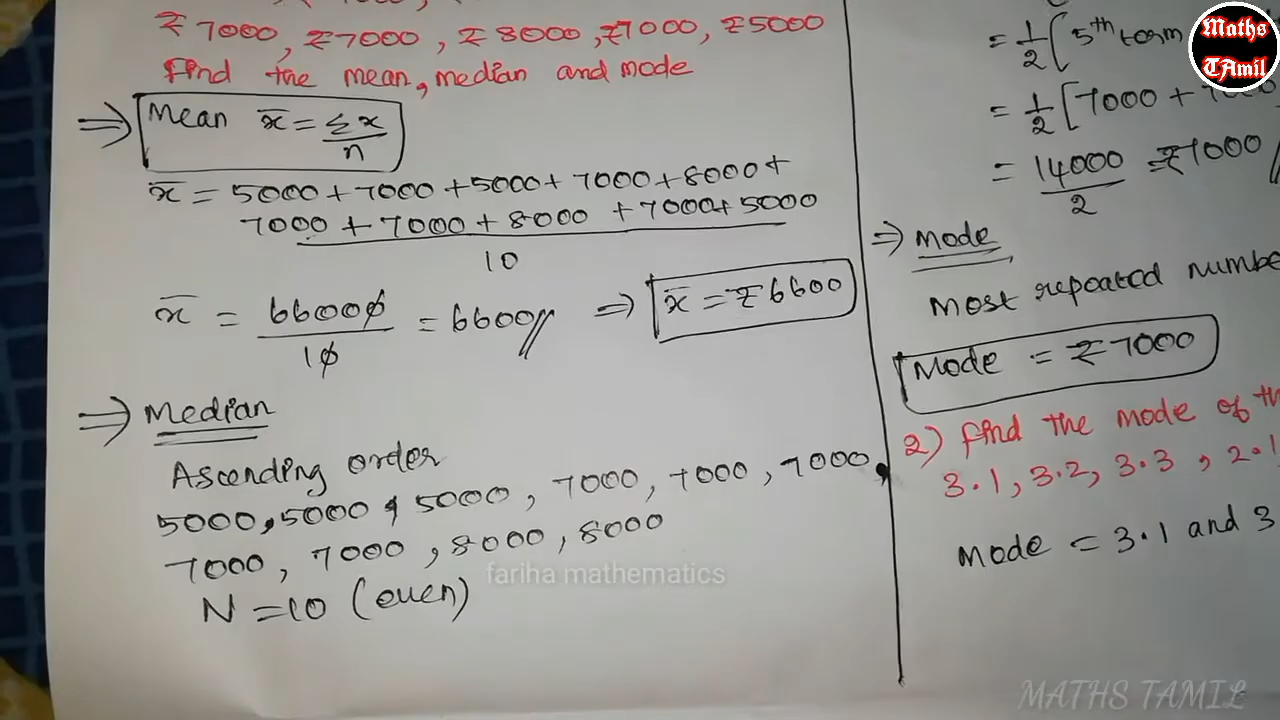 ₹7000, ₹7000, ₹8000, ₹7000, ₹5000
Find the mean, median and mode
⇒ Mean x̄ = Σx/n
x̄ = 5000+7000+5000+7000+8000+
7000+7000+8000+7000+5000
10
x̄ = 66000/10 = 6600// ⇒ x̄ = ₹6600
⇒ Median
Ascending order
5000, 5000, 5000, 7000, 7000, 7000,
7000, 7000, 8000, 8000
N = 10 (even)
fariha mathematics
= 1/2 [5th term
= 1/2 [7000 +
= 14000/2 = ₹7000//
⇒ mode
most repeated
Mode = ₹7000
2) Find the mode of
3.1, 3.2, 3.3, 2.1
mode = 3.1 and 3
Maths
TAmil
MATHS TAMIL